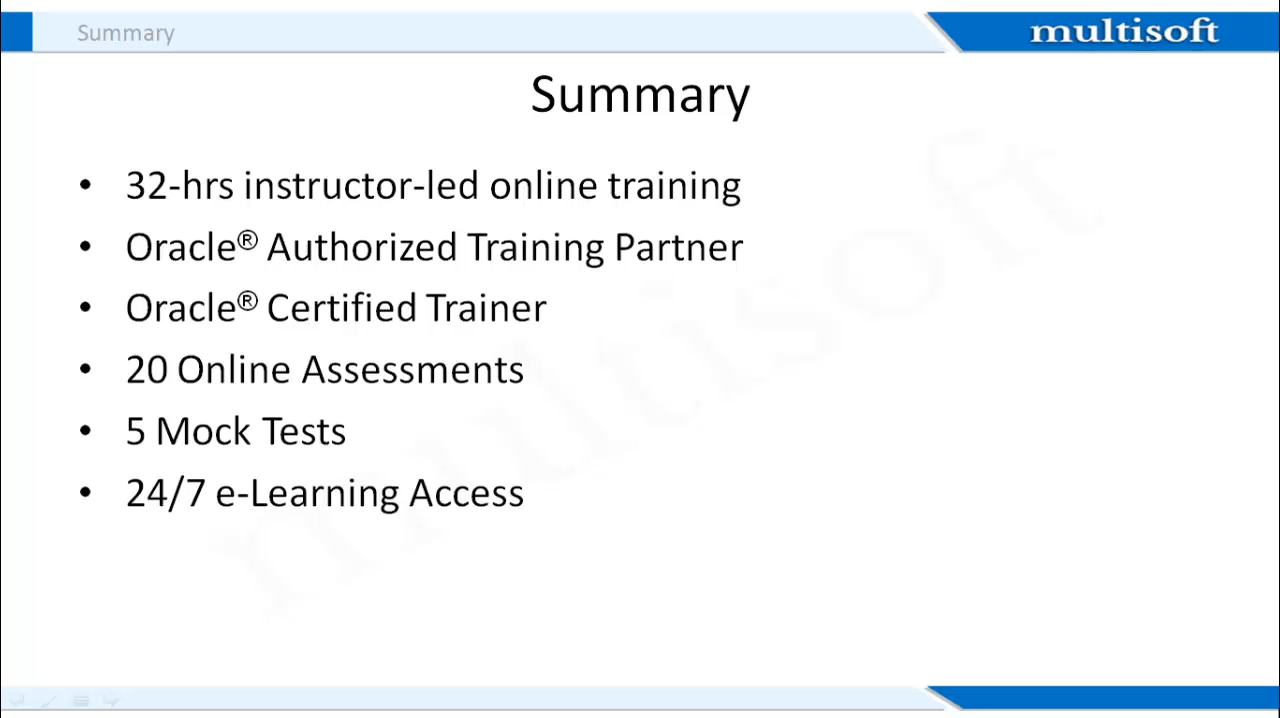 Summary
multisoft
Summary
• 32-hrs instructor-led online training
• Oracle® Authorized Training Partner
• Oracle® Certified Trainer
• 20 Online Assessments
• 5 Mock Tests
• 24/7 e-Learning Access
multisoft